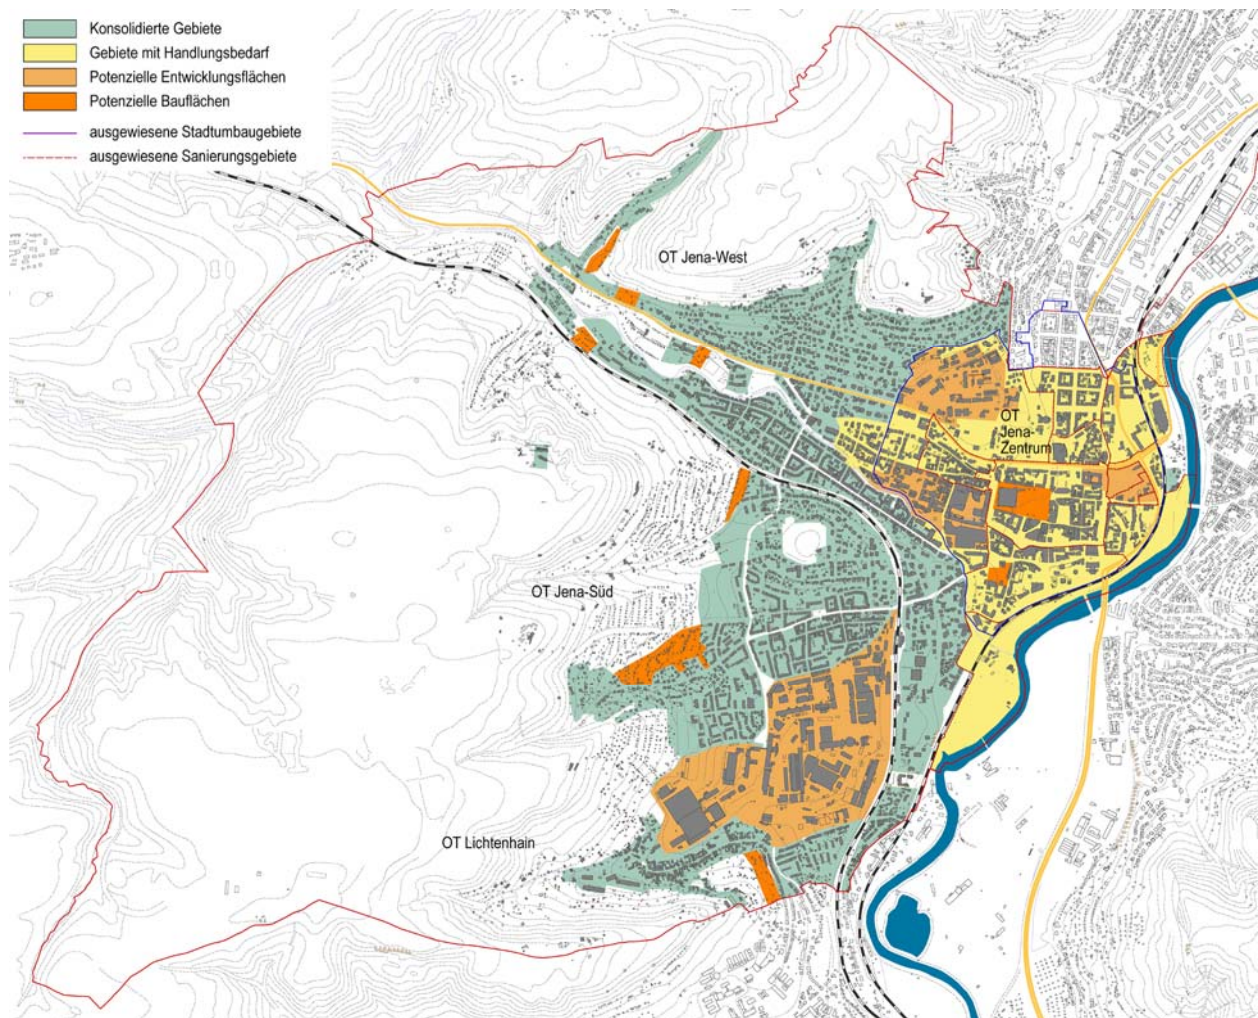 Konsolidierte Gebiete
Gebiete mit Handlungsbedarf
Potenzielle Entwicklungsflächen
Potenzielle Bauflächen
ausgewiesene Stadtumbaugebiete
ausgewiesene Sanierungsgebiete
OT Jena-West
OT
Jena-
Zentrum
OT Jena-Süd
OT Lichtenhain